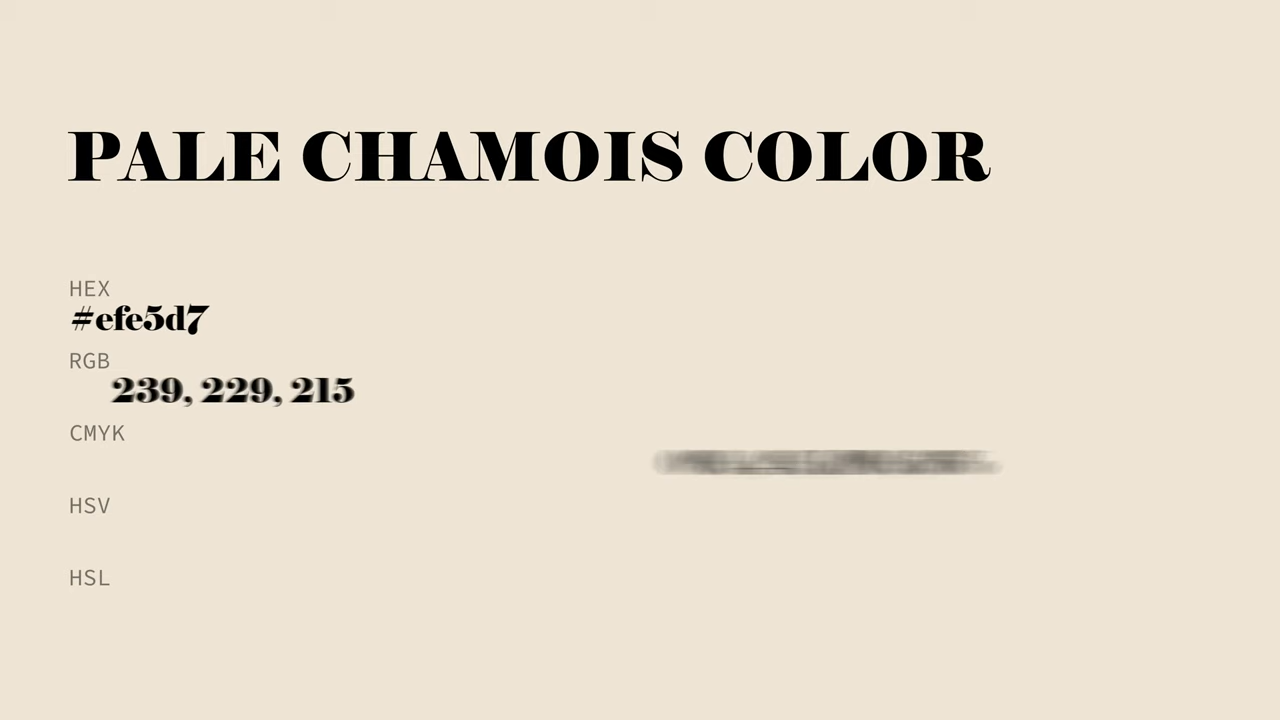 PALE CHAMOIS COLOR
HEX
#efe5d7
RGB
239, 229, 215
CMYK
HSV
HSL